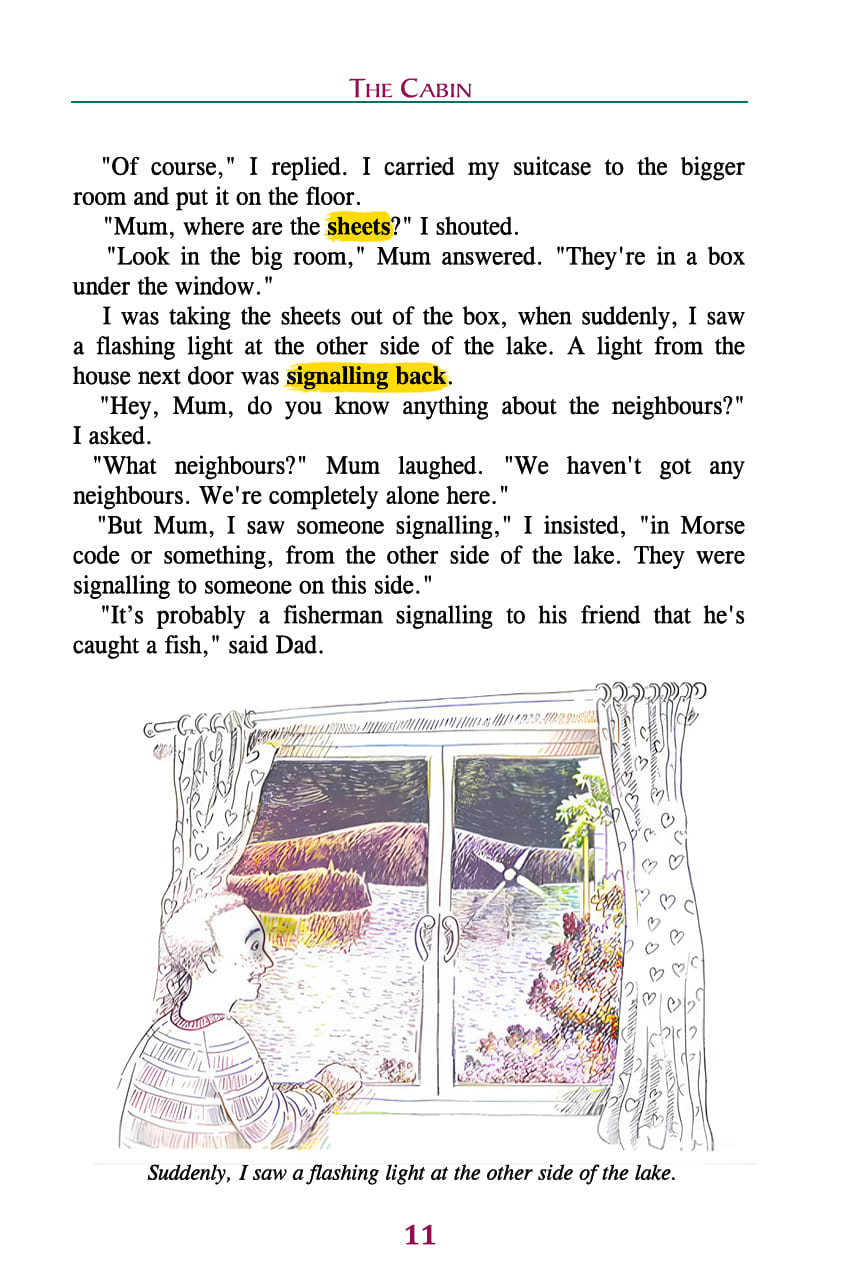 THE CABIN
"Of course," I replied. I carried my suitcase to the bigger
room and put it on the floor.
"Mum, where are the sheets?" I shouted.
"Look in the big room," Mum answered. "They're in a box
under the window."
I was taking the sheets out of the box, when suddenly, I saw
a flashing light at the other side of the lake. A light from the
house next door was signalling back.
"Hey, Mum, do you know anything about the neighbours?"
I asked.
"What neighbours?" Mum laughed. "We haven't got any
neighbours. We're completely alone here."
"But Mum, I saw someone signalling," I insisted, "in Morse
code or something, from the other side of the lake. They were
signalling to someone on this side."
"It’s probably a fisherman signalling to his friend that he's
caught a fish," said Dad.
Suddenly, I saw a flashing light at the other side of the lake.
11